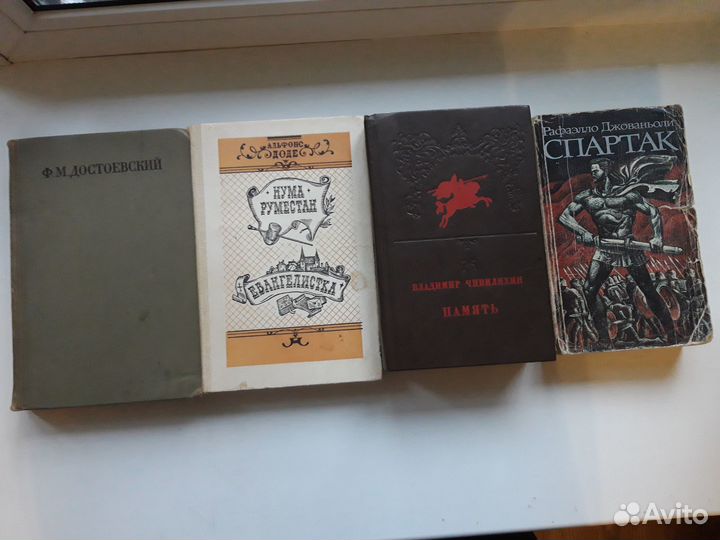 Ф.М.ДОСТОЕВСКИЙ
АЛЬФОНС
ДОДЕ
НУМА
РУМЕСТАН
ЕВАНГЕЛИСТКА
ВЛАДИМИР ЧИВИЛИХИН
ПАМЯТЬ
Рафаэлло Джованьоли
СПАРТАК
Avito